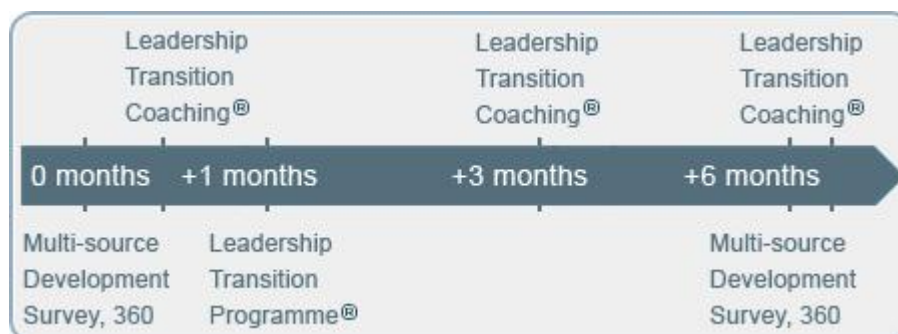 Leadership
Transition
Coaching®
Leadership
Transition
Coaching®
Leadership
Transition
Coaching®
0 months
+1 months
+3 months
+6 months
Multi-source
Development
Survey, 360
Leadership
Transition
Programme®
Multi-source
Development
Survey, 360